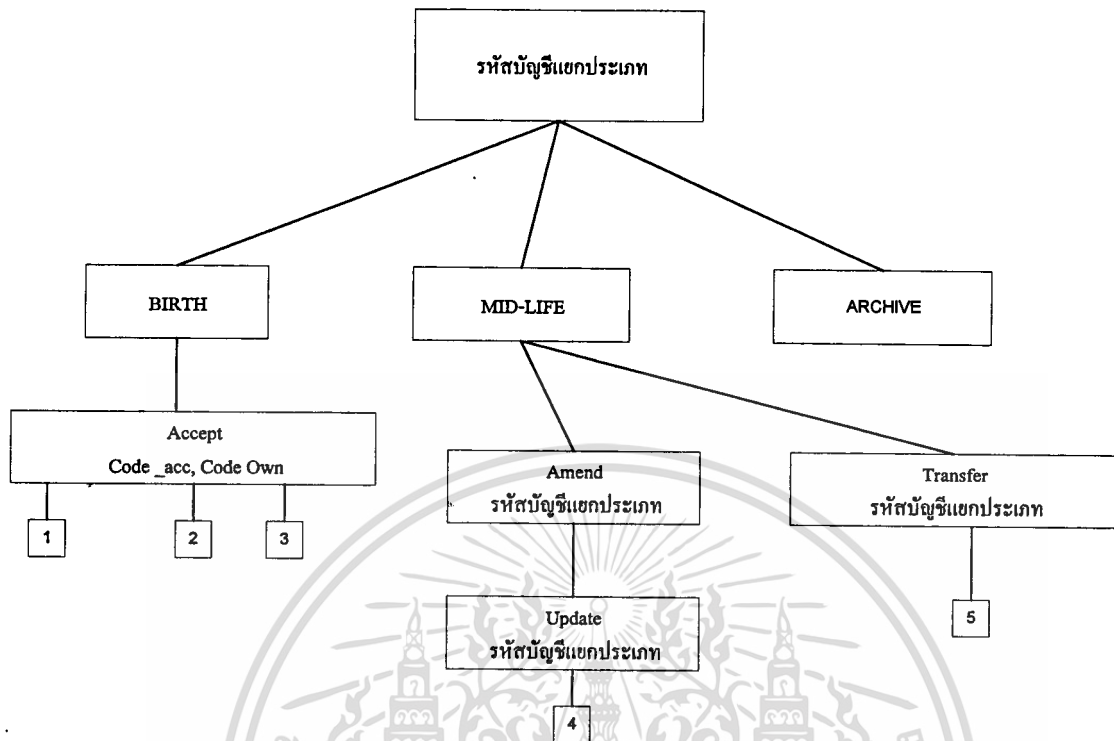 รหัสบัญชีแยกประเภท
BIRTH
MID-LIFE
ARCHIVE
Accept
Code _acc, Code Own
Amend
รหัสบัญชีแยกประเภท
Transfer
รหัสบัญชีแยกประเภท
1
2
3
5
Update
รหัสบัญชีแยกประเภท
4